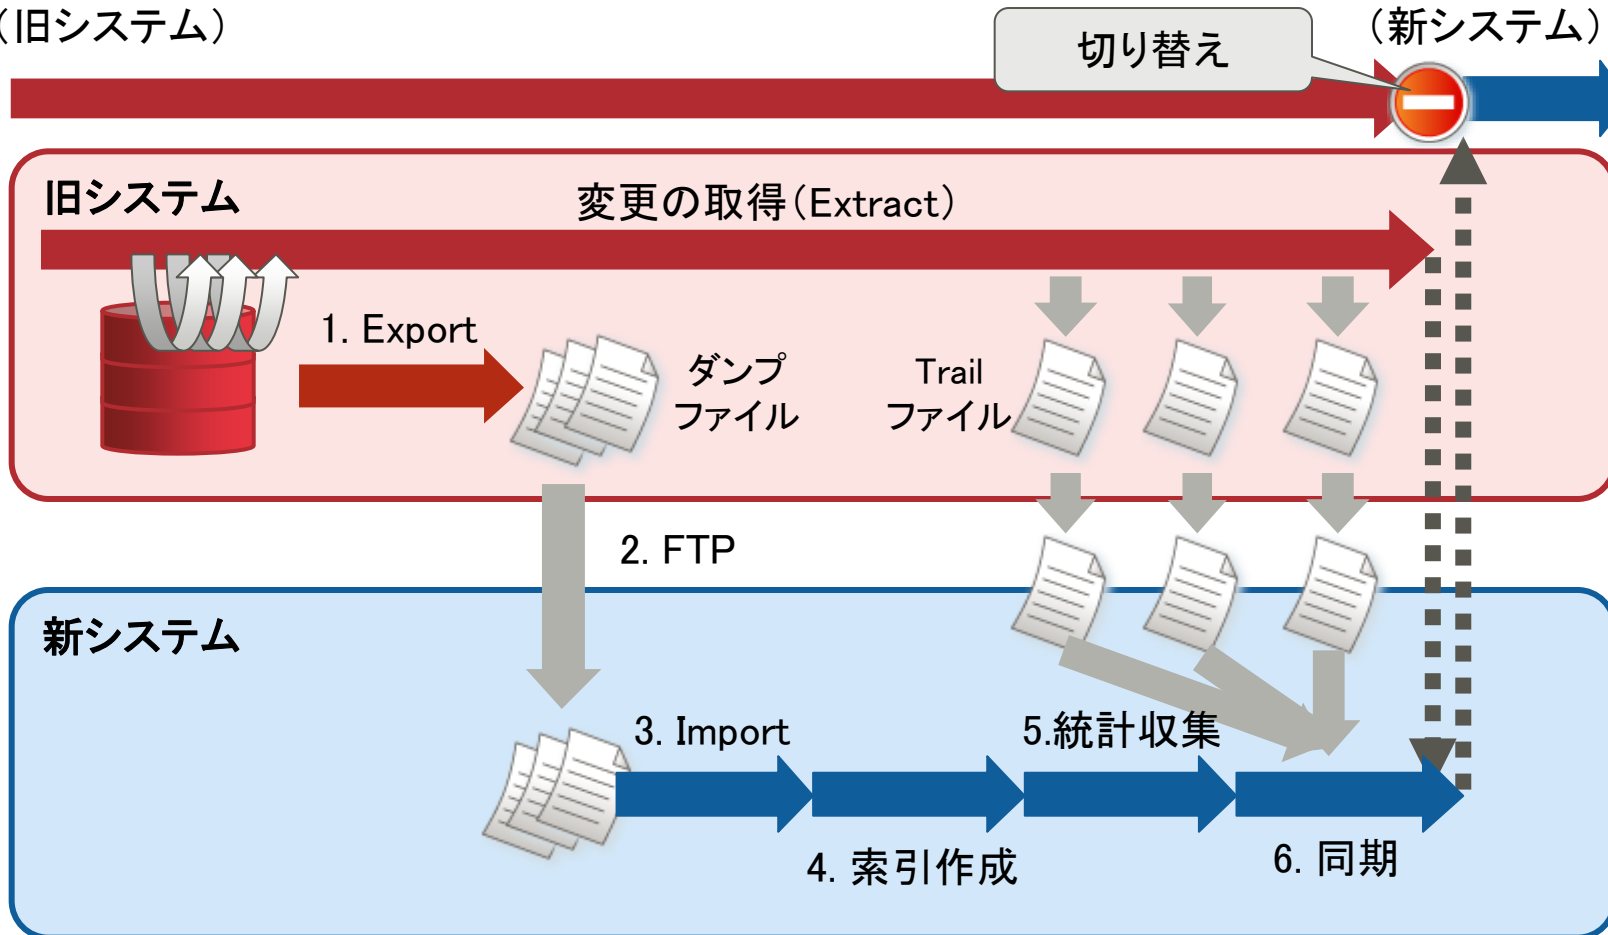 （旧システム）
切り替え
（新システム）
旧システム
変更の取得（Extract）
1. Export
ダンプ
ファイル
Trail
ファイル
2. FTP
新システム
3. Import
5.統計収集
4. 索引作成
6. 同期